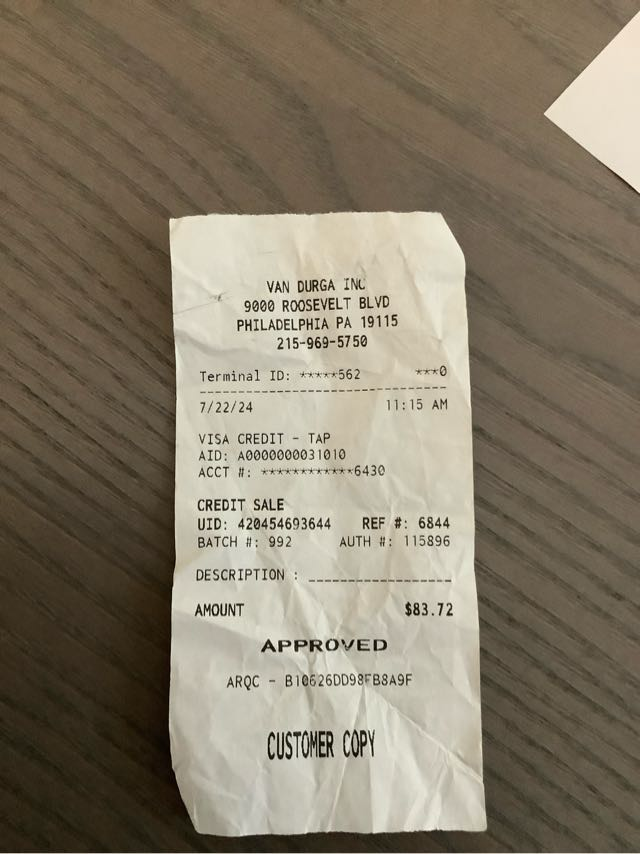 VAN DURGA INC
9000 ROOSEVELT BLVD
PHILADELPHIA PA 19115
215-969-5750
Terminal ID: *****562 ***0
7/22/24 11:15 AM
VISA CREDIT - TAP
AID: A0000000031010
ACCT #: ************6430
CREDIT SALE
UID: 420454693644 REF #: 6844
BATCH #: 992 AUTH #: 115896
DESCRIPTION :
AMOUNT $83.72
APPROVED
ARQC - B10626DD98FB8A9F
CUSTOMER COPY